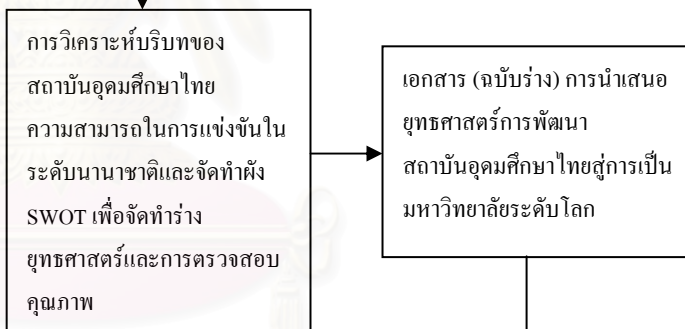 การวิเคราะห์บริบทของ
สถาบันอุดมศึกษาไทย
ความสามารถในการแข่งขันใน
ระดับนานาชาติและจัดทำผัง
SWOT เพื่อจัดทำร่าง
ยุทธศาสตร์และการตรวจสอบ
คุณภาพ
เอกสาร (ฉบับร่าง) การนำเสนอ
ยุทธศาสตร์การพัฒนา
สถาบันอุดมศึกษาไทยสู่การเป็น
มหาวิทยาลัยระดับโลก